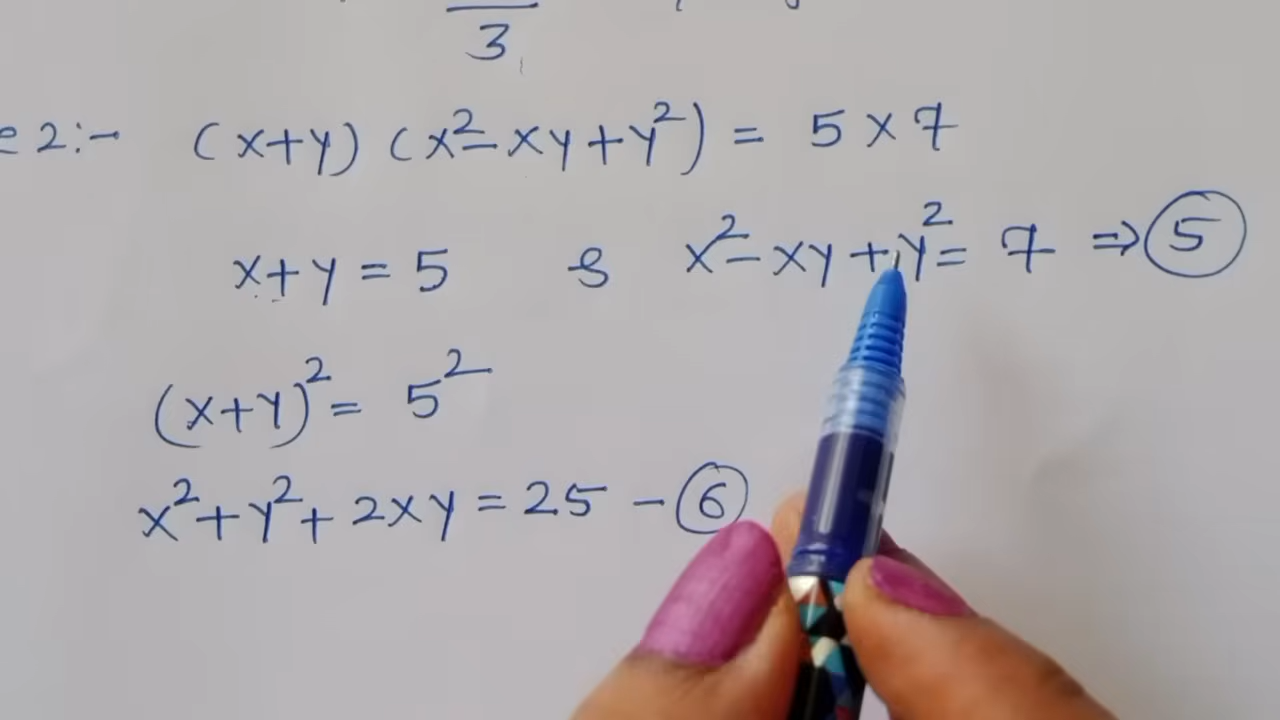 3
2:- (x+y) (x²-xy+y²) = 5 × 7
x+y = 5 & x²-xy+y² = 7 ⇒ ⑤
(x+y)² = 5²
x²+y²+2xy = 25 - ⑥